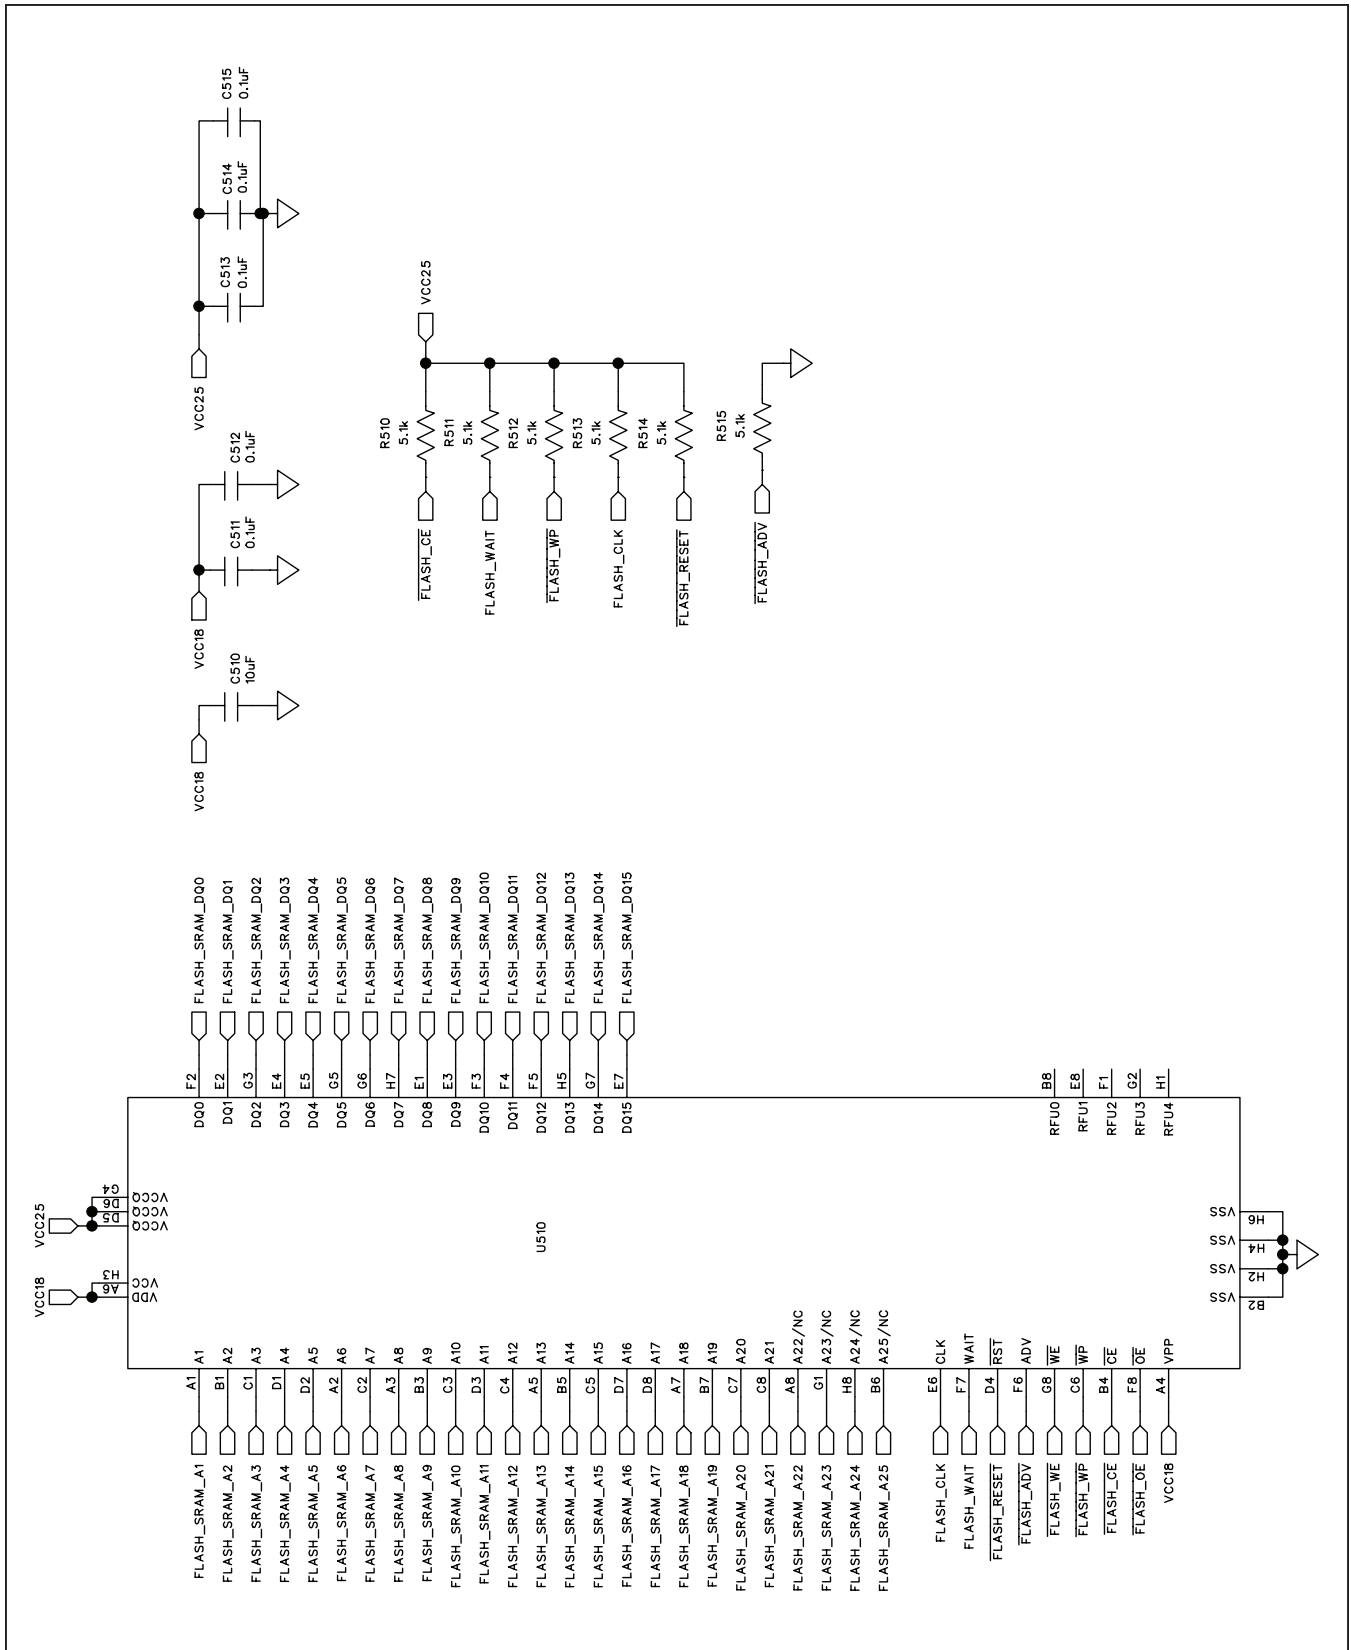 VCC25
C513
0.1uF
C514
0.1uF
C515
0.1uF
VCC18
C511
0.1uF
C512
0.1uF
VCC18
C510
10uF
VCC25
R510
5.1k
FLASH_CE
R511
5.1k
FLASH_WAIT
R512
5.1k
FLASH_WP
R513
5.1k
FLASH_CLK
R514
5.1k
FLASH_RESET
R515
5.1k
FLASH_ADV
U510
VCC18
A6 VDD
H3 VCC
VCC25
D5 VCCQ
D6 VCCQ
G4 VCCQ
FLASH_SRAM_A1 A1 A1
FLASH_SRAM_A2 B1 A2
FLASH_SRAM_A3 C1 A3
FLASH_SRAM_A4 D1 A4
FLASH_SRAM_A5 D2 A5
FLASH_SRAM_A6 A2 A6
FLASH_SRAM_A7 C2 A7
FLASH_SRAM_A8 A3 A8
FLASH_SRAM_A9 B3 A9
FLASH_SRAM_A10 C3 A10
FLASH_SRAM_A11 D3 A11
FLASH_SRAM_A12 C4 A12
FLASH_SRAM_A13 A5 A13
FLASH_SRAM_A14 B5 A14
FLASH_SRAM_A15 C5 A15
FLASH_SRAM_A16 D7 A16
FLASH_SRAM_A17 D8 A17
FLASH_SRAM_A18 A7 A18
FLASH_SRAM_A19 B7 A19
FLASH_SRAM_A20 C7 A20
FLASH_SRAM_A21 C8 A21
FLASH_SRAM_A22 A8 A22/NC
FLASH_SRAM_A23 G1 A23/NC
FLASH_SRAM_A24 H8 A24/NC
FLASH_SRAM_A25 B6 A25/NC
FLASH_CLK E6 CLK
FLASH_WAIT F7 WAIT
FLASH_RESET D4 RST
FLASH_ADV F6 ADV
FLASH_WE G8 WE
FLASH_WP C6 WP
FLASH_CE B4 CE
FLASH_OE F8 OE
VCC18 A4 VPP
DQ0 F2 FLASH_SRAM_DQ0
DQ1 E2 FLASH_SRAM_DQ1
DQ2 G3 FLASH_SRAM_DQ2
DQ3 E4 FLASH_SRAM_DQ3
DQ4 E5 FLASH_SRAM_DQ4
DQ5 G5 FLASH_SRAM_DQ5
DQ6 G6 FLASH_SRAM_DQ6
DQ7 H7 FLASH_SRAM_DQ7
DQ8 E1 FLASH_SRAM_DQ8
DQ9 E3 FLASH_SRAM_DQ9
DQ10 F3 FLASH_SRAM_DQ10
DQ11 F4 FLASH_SRAM_DQ11
DQ12 F5 FLASH_SRAM_DQ12
DQ13 H5 FLASH_SRAM_DQ13
DQ14 G7 FLASH_SRAM_DQ14
DQ15 E7 FLASH_SRAM_DQ15
RFU0 B8
RFU1 E8
RFU2 F1
RFU3 G2
RFU4 H1
VSS B2
VSS H2
VSS H4
VSS H6